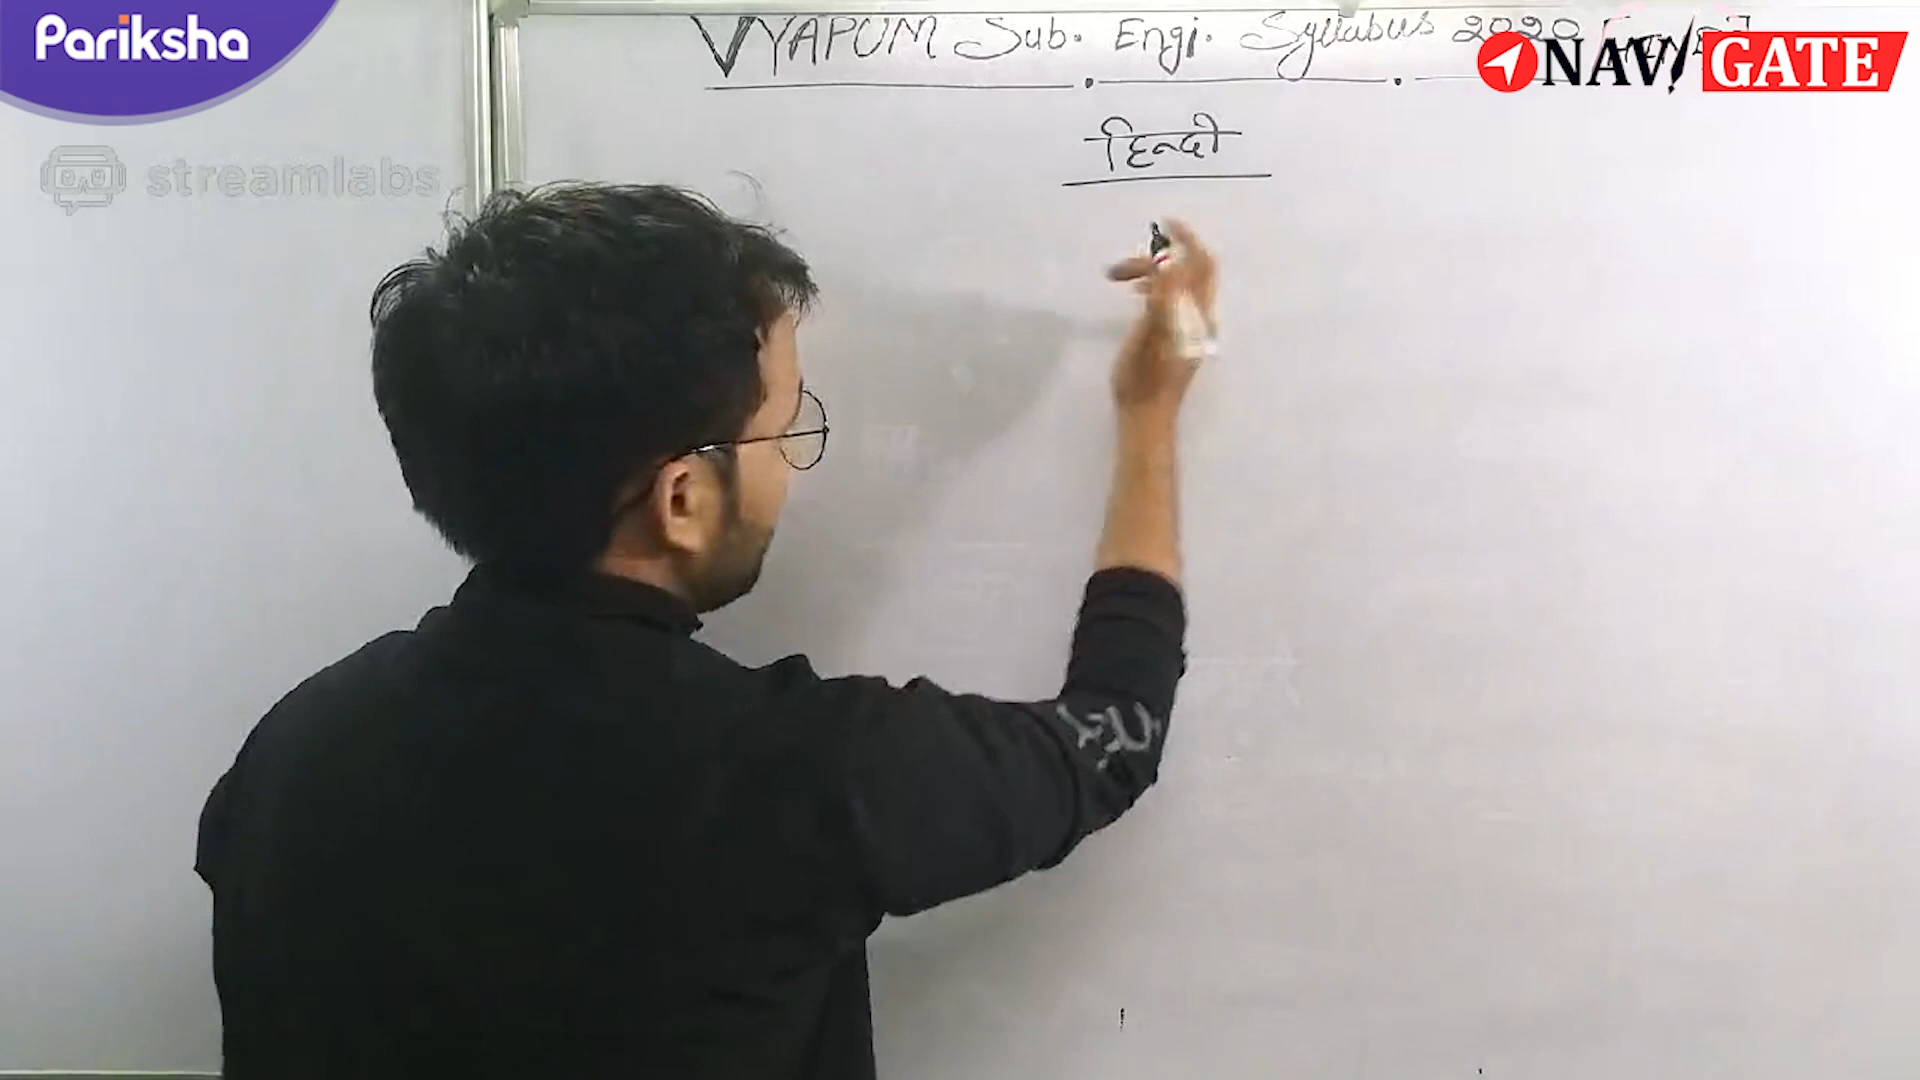 Pariksha
VYAPUM Sub. Engi. Syllabus 2020
NAVIGATE
streamlabs
हिन्दी